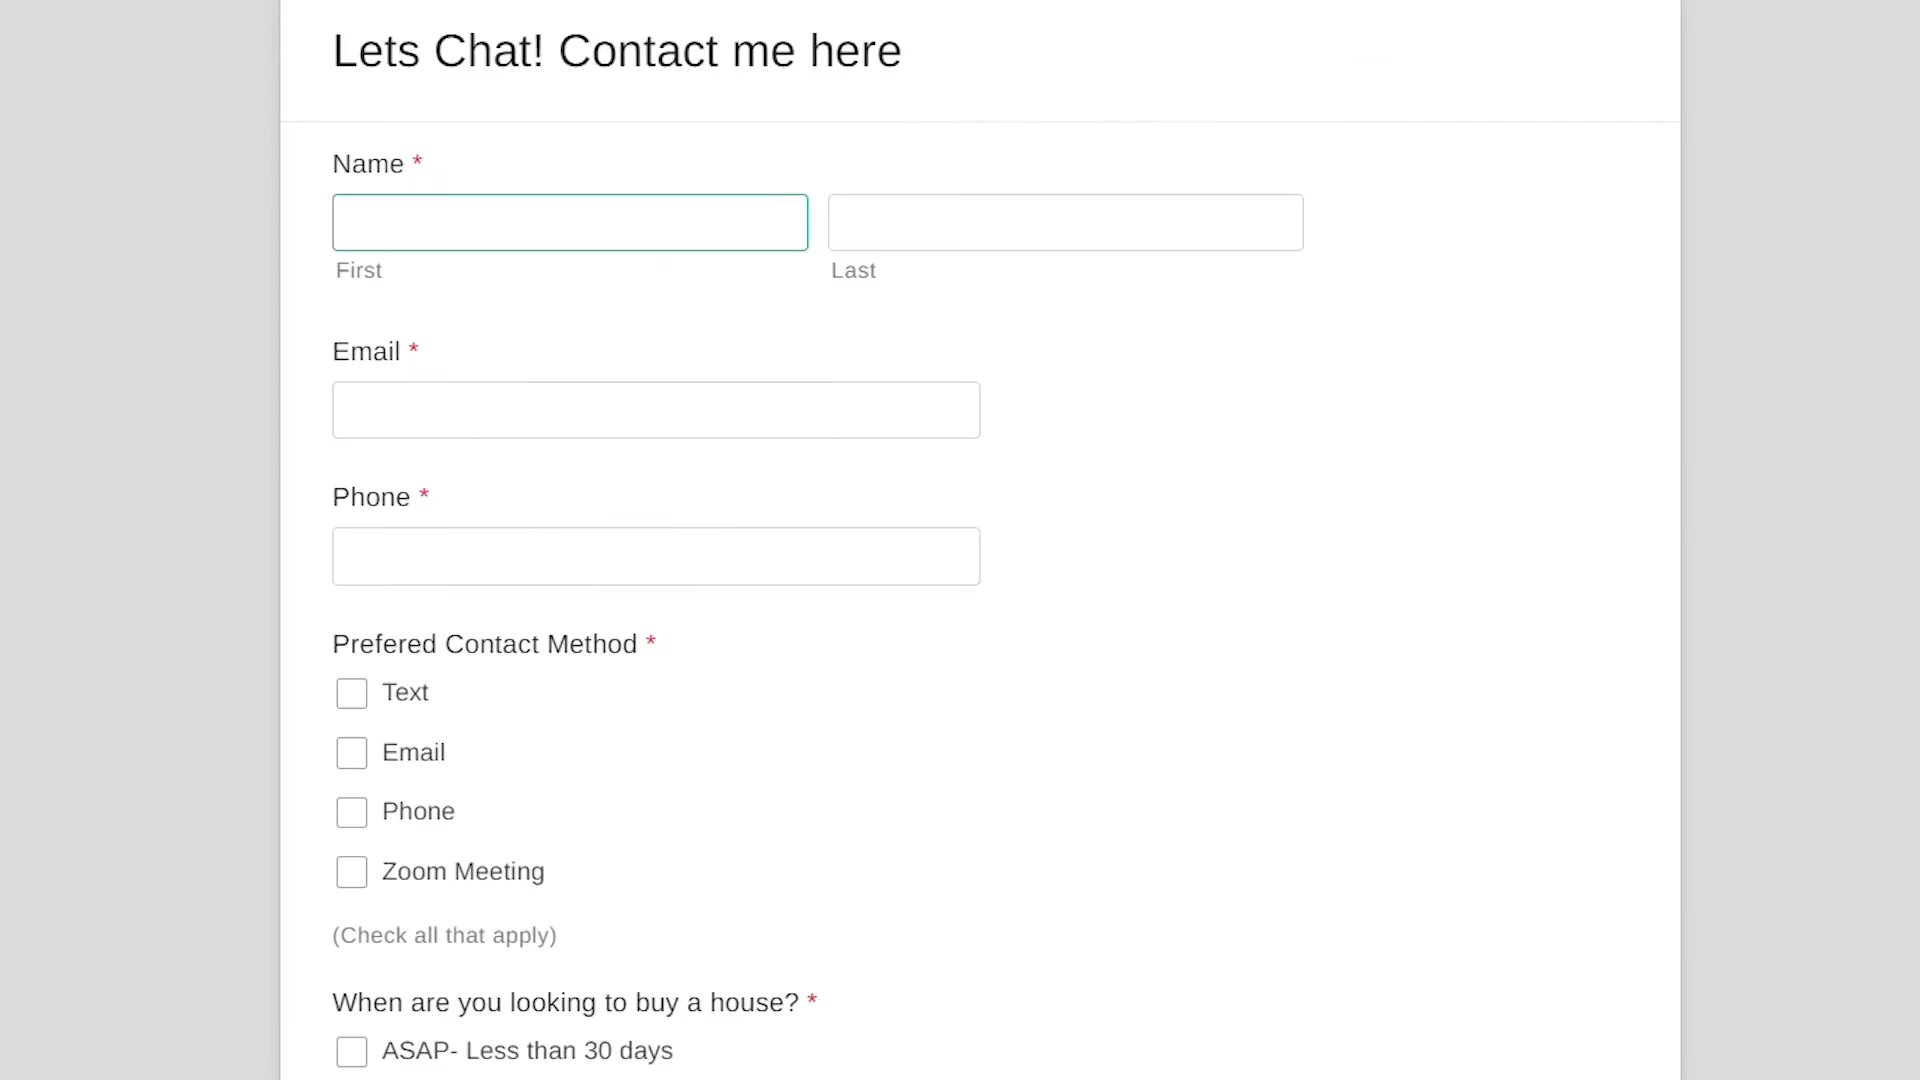 Lets Chat! Contact me here
Name *
First Last
Email *
Phone *
Prefered Contact Method *
Text
Email
Phone
Zoom Meeting
(Check all that apply)
When are you looking to buy a house? *
ASAP- Less than 30 days